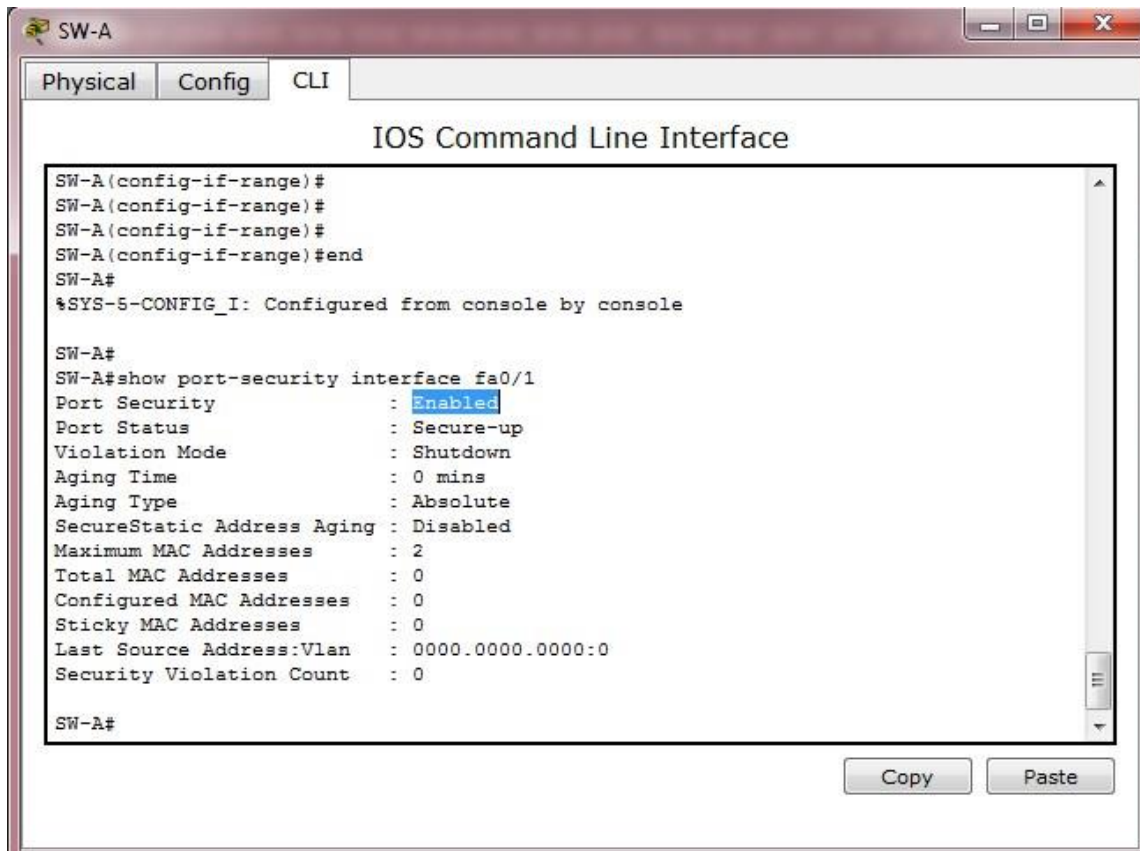 SW-A
Physical Config CLI
IOS Command Line Interface
SW-A(config-if-range)#
SW-A(config-if-range)#
SW-A(config-if-range)#
SW-A(config-if-range)#end
SW-A#
%SYS-5-CONFIG_I: Configured from console by console
SW-A#
SW-A#show port-security interface fa0/1
Port Security : Enabled
Port Status : Secure-up
Violation Mode : Shutdown
Aging Time : 0 mins
Aging Type : Absolute
SecureStatic Address Aging : Disabled
Maximum MAC Addresses : 2
Total MAC Addresses : 0
Configured MAC Addresses : 0
Sticky MAC Addresses : 0
Last Source Address:Vlan : 0000.0000.0000:0
Security Violation Count : 0
SW-A#
Copy Paste